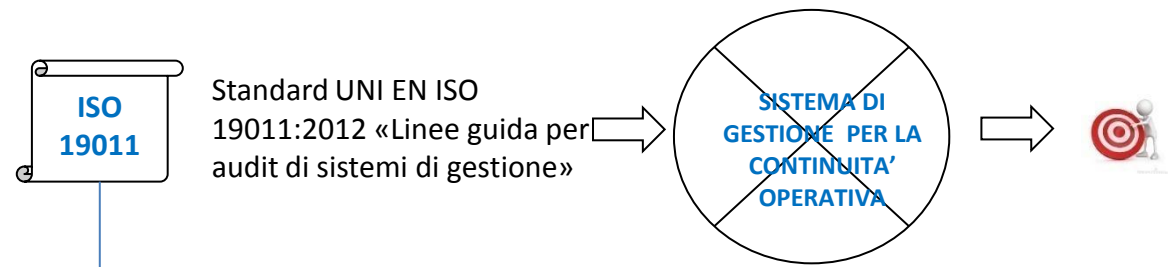 ISO
19011
Standard UNI EN ISO
19011:2012 «Linee guida per
audit di sistemi di gestione»
SISTEMA DI
GESTIONE PER LA
CONTINUITA'
OPERATIVA